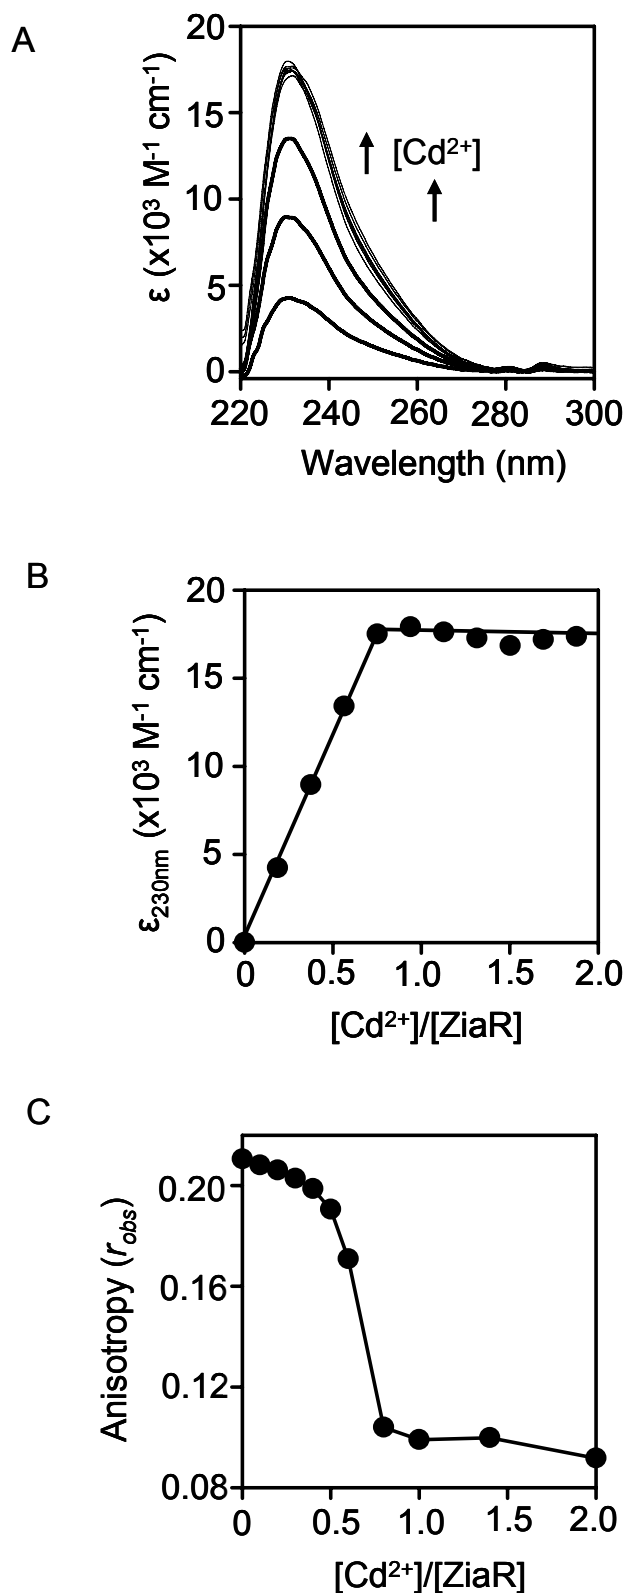 A
20
15
10
5
0
ε (x10³ M⁻¹ cm⁻¹)
[Cd²⁺]
220 240 260 280 300
Wavelength (nm)
B
20
15
10
5
0
ε₂₃₀nm (x10³ M⁻¹ cm⁻¹)
0 0.5 1.0 1.5 2.0
[Cd²⁺]/[ZiaR]
C
0.20
0.16
0.12
0.08
Anisotropy (r_obs)
0 0.5 1.0 1.5 2.0
[Cd²⁺]/[ZiaR]